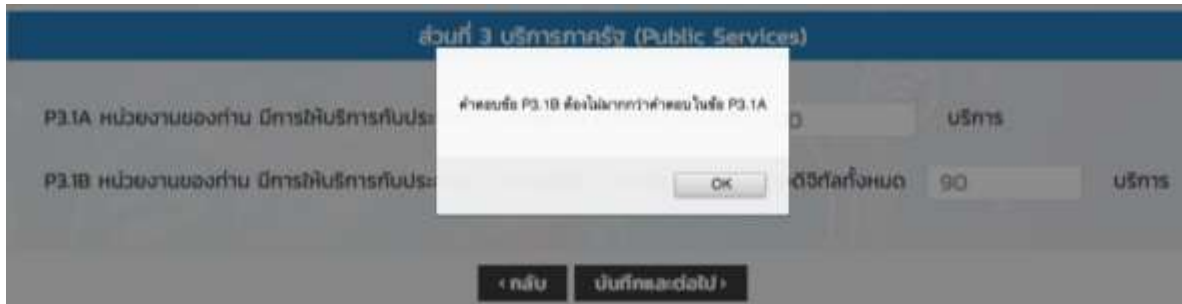 ส่วนที่ 3 บริการภาครัฐ (Public Services)
คำตอบข้อ P3.1B ต้องไม่มากกว่าคำตอบในข้อ P3.1A
P3.1A หน่วยงานของท่าน มีการให้บริการกับประ 0 บริการ
P3.1B หน่วยงานของท่าน มีการให้บริการกับประ ดิจิทัลทั้งหมด 90 บริการ
OK
‹ กลับ บันทึกและต่อไป ›